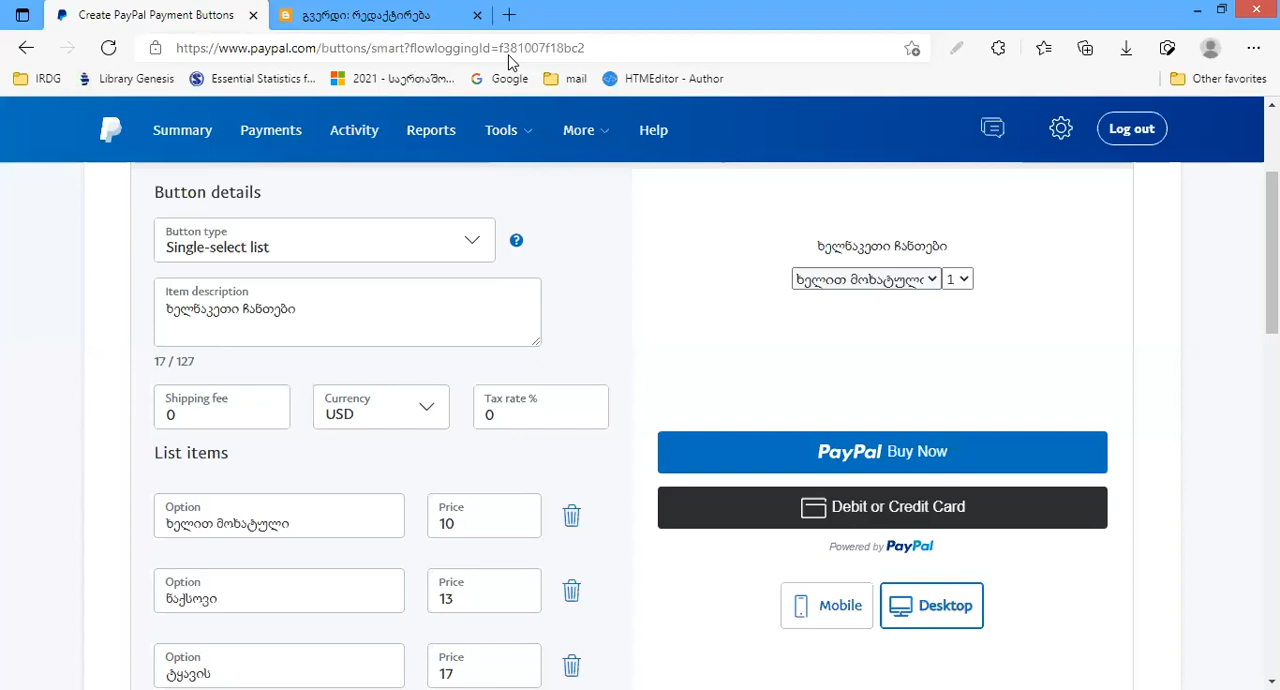 Create PayPal Payment Buttons
გვერდი: რედაქტირება
https://www.paypal.com/buttons/smart?flowloggingId=f381007f18bc2
IRDG
Library Genesis
Essential Statistics f...
2021 - საერთაშო...
Google
mail
HTMEditor - Author
Other favorites
Summary
Payments
Activity
Reports
Tools
More
Help
Log out
Button details
Button type
Single-select list
Item description
ხელნაკეთი ჩანთები
17 / 127
Shipping fee
0
Currency
USD
Tax rate %
0
List items
Option
ხელით მოხატული
Price
10
Option
ნაქსოვი
Price
13
Option
ტყავის
Price
17
ხელნაკეთი ჩანთები
ხელით მოხატული
1
PayPal Buy Now
Debit or Credit Card
Powered by PayPal
Mobile
Desktop